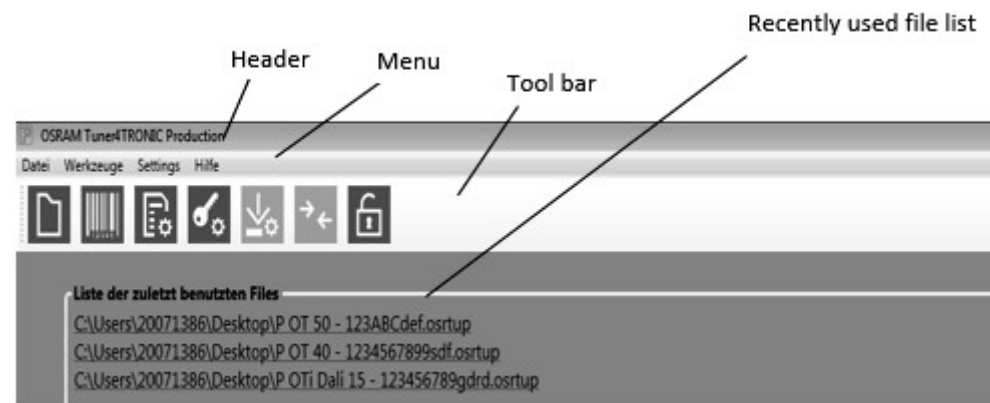 Recently used file list
Header
Menu
Tool bar
OSRAM Tuner4TRONIC Production
Datei Werkzeuge Settings Hilfe
Liste der zuletzt benutzten Files
C:\Users\20071386\Desktop\P OT 50 - 123ABCdef.osrtup
C:\Users\20071386\Desktop\P OT 40 - 1234567899sdf.osrtup
C:\Users\20071386\Desktop\P OTi Dali 15 - 123456789gdrd.osrtup